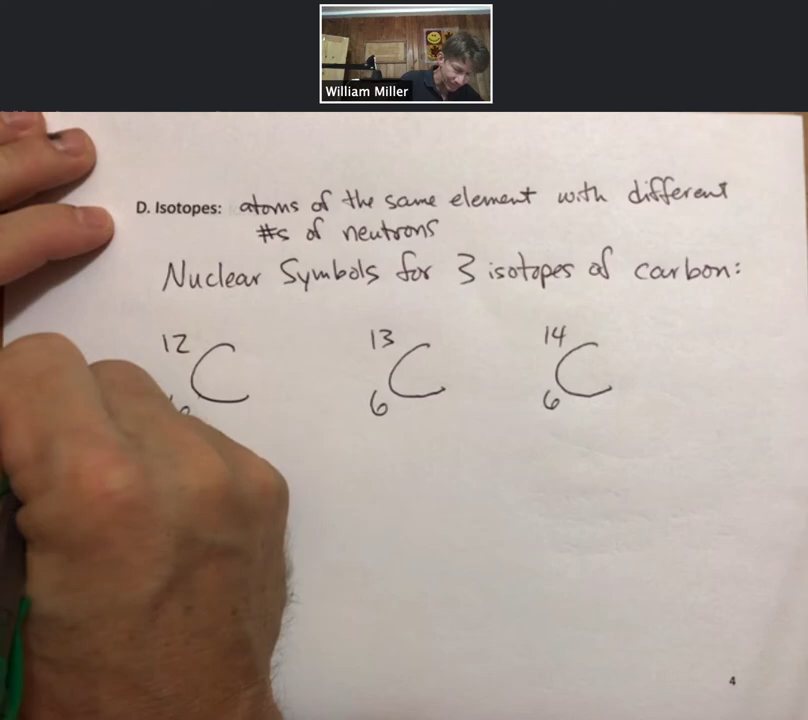 William Miller
D. Isotopes: atoms of the same element with different
#s of neutrons
Nuclear Symbols for 3 isotopes of carbon:
12 13 14
C C C
6 6
4